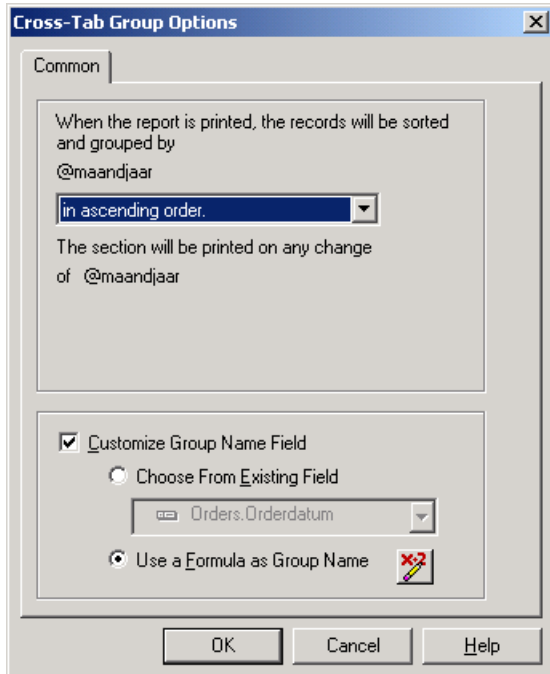 Cross-Tab Group Options
Common
When the report is printed, the records will be sorted
and grouped by
@maandjaar
in ascending order.
The section will be printed on any change
of @maandjaar
Customize Group Name Field
Choose From Existing Field
Orders.Orderdatum
Use a Formula as Group Name
X+2
OK
Cancel
Help